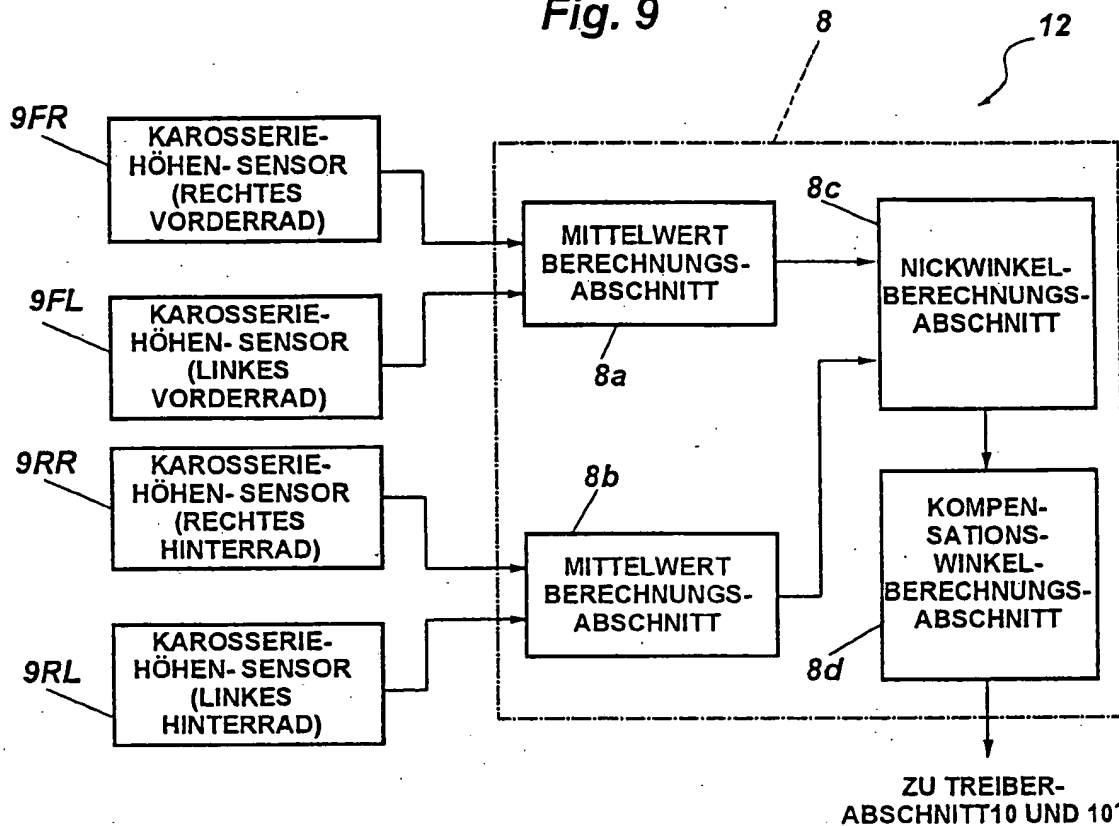 Fig. 9
8
12
9FR
KAROSSERIE-
HÖHEN- SENSOR
(RECHTES
VORDERRAD)
9FL
KAROSSERIE-
HÖHEN- SENSOR
(LINKES
VORDERRAD)
9RR
KAROSSERIE-
HÖHEN- SENSOR
(RECHTES
HINTERRAD)
9RL
KAROSSERIE-
HÖHEN- SENSOR
(LINKES
HINTERRAD)
MITTELWERT
BERECHNUNGS-
ABSCHNITT
8a
8b
MITTELWERT
BERECHNUNGS-
ABSCHNITT
8c
NICKWINKEL-
BERECHNUNGS-
ABSCHNITT
KOMPEN-
SATIONS-
WINKEL-
BERECHNUNGS-
ABSCHNITT
8d
ZU TREIBER-
ABSCHNITT10 UND 10'